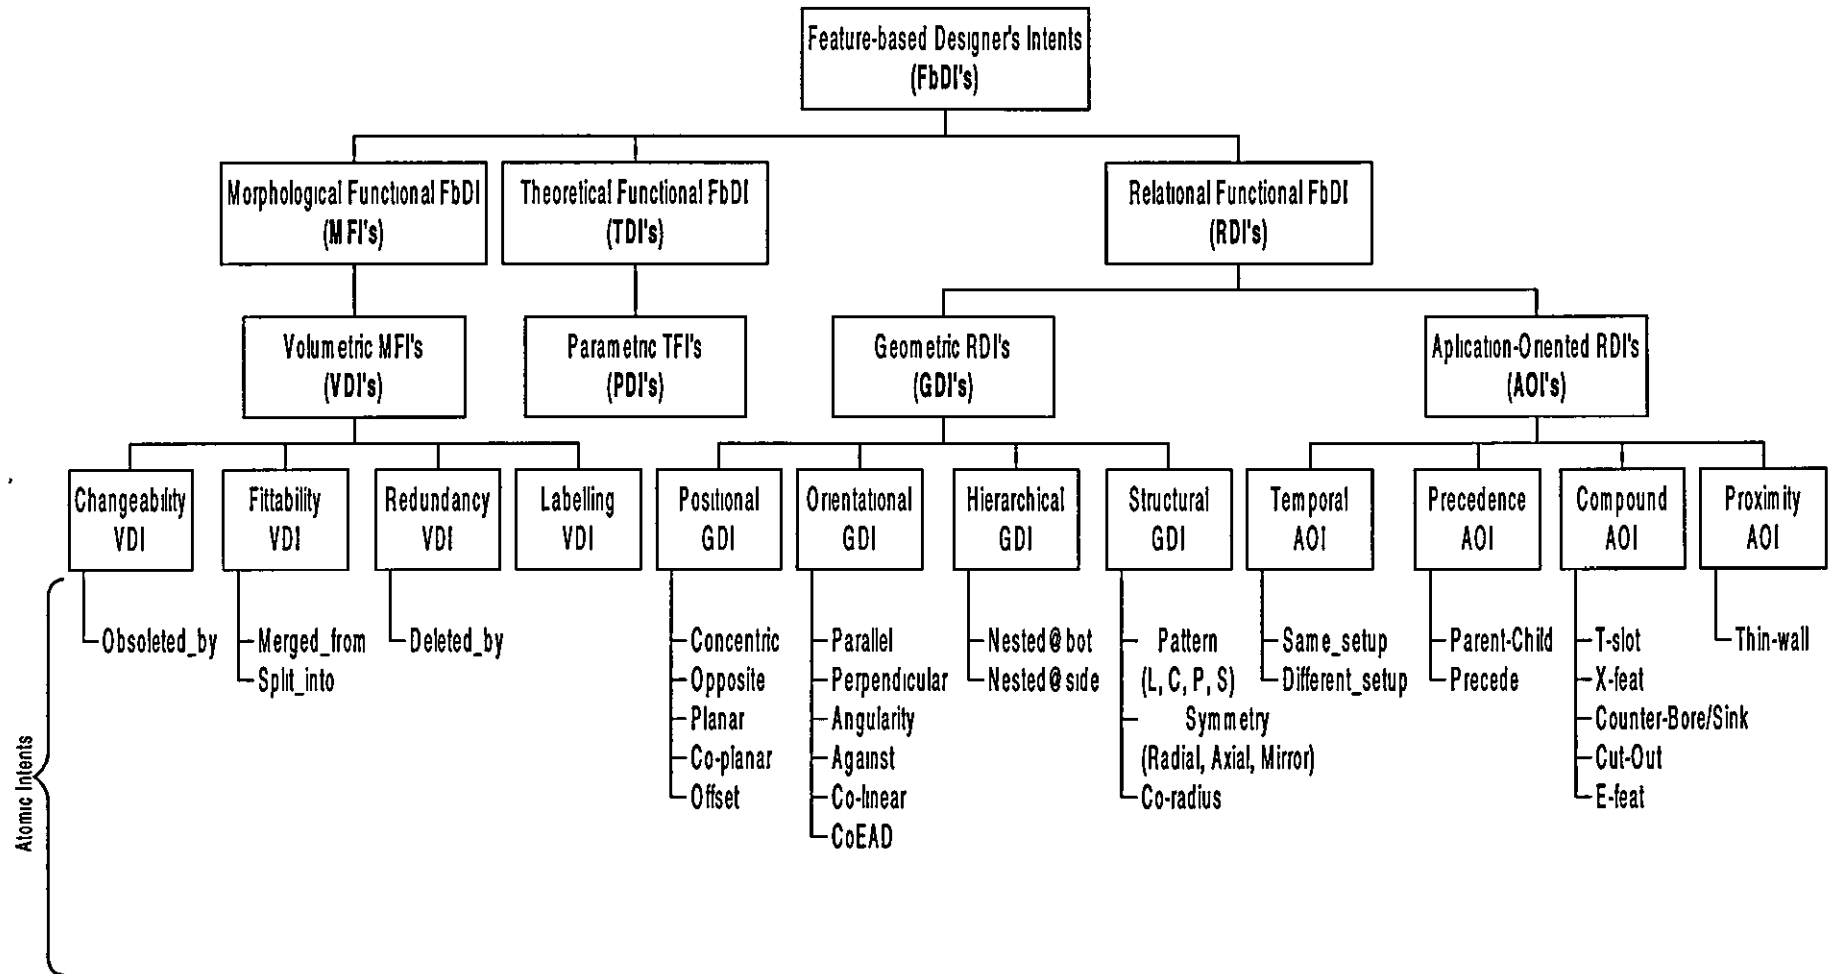 Feature-based Designer's Intents
(FbDI's)
Morphological Functional FbDI
(MFI's)
Theoretical Functional FbDI
(TDI's)
Relational Functional FbDI
(RDI's)
Volumetric MFI's
(VDI's)
Parametric TFI's
(PDI's)
Geometric RDI's
(GDI's)
Aplication-Oriented RDI's
(AOI's)
Changeability
VDI
Fittability
VDI
Redundancy
VDI
Labelling
VDI
Positional
GDI
Orientational
GDI
Hierarchical
GDI
Structural
GDI
Temporal
AOI
Precedence
AOI
Compound
AOI
Proximity
AOI
Atomic Intents
Obsoleted_by
Merged_from
Split_into
Deleted_by
Concentric
Opposite
Planar
Co-planar
Offset
Parallel
Perpendicular
Angularity
Against
Co-linear
CoEAD
Nested@bot
Nested@side
Pattern
(L, C, P, S)
Symmetry
(Radial, Axial, Mirror)
Co-radius
Same_setup
Different_setup
Parent-Child
Precede
T-slot
X-feat
Counter-Bore/Sink
Cut-Out
E-feat
Thin-wall